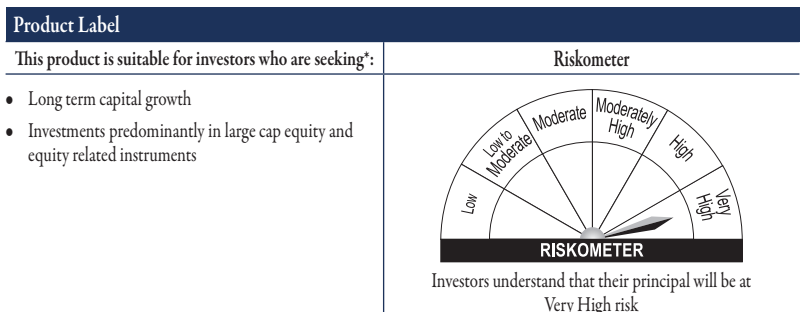 Product Label
This product is suitable for investors who are seeking*:
Riskometer
• Long term capital growth
• Investments predominantly in large cap equity and
equity related instruments
Low
Low to
Moderate
Moderate
Moderately
High
High
Very
High
RISKOMETER
Investors understand that their principal will be at
Very High risk